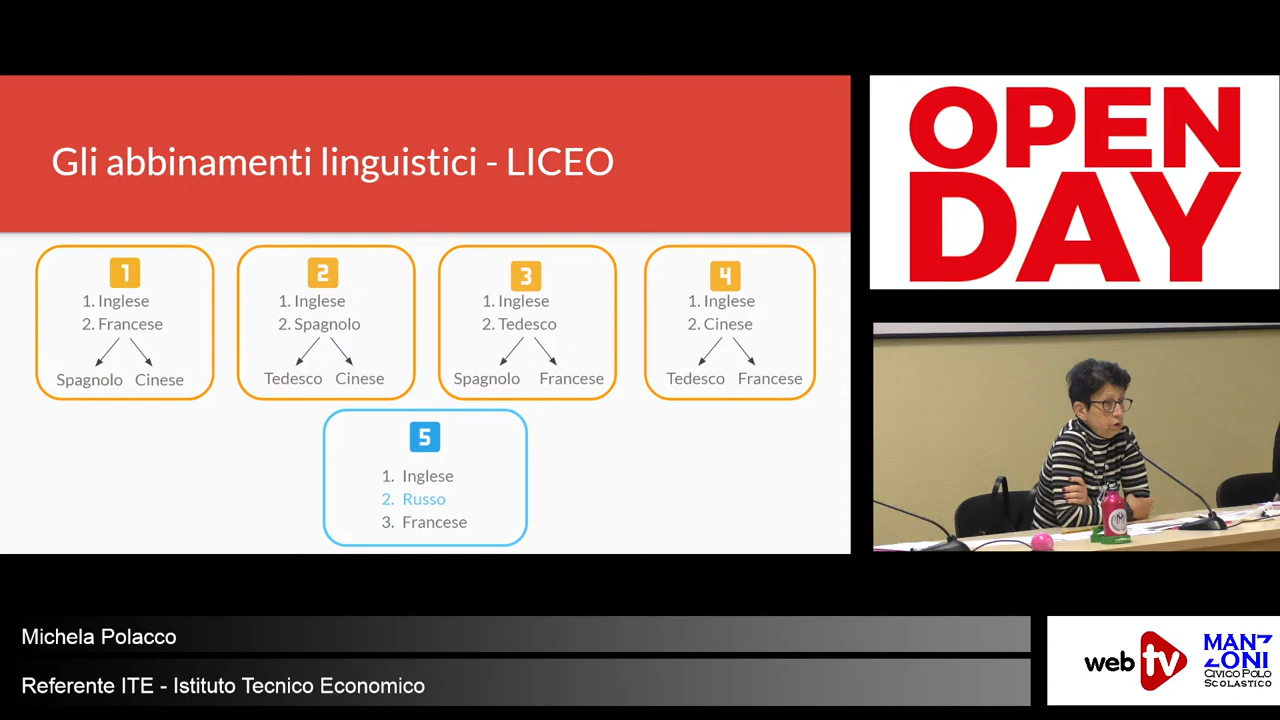 Gli abbinamenti linguistici - LICEO
1
1. Inglese
2. Francese
Spagnolo Cinese
2
1. Inglese
2. Spagnolo
Tedesco Cinese
3
1. Inglese
2. Tedesco
Spagnolo Francese
4
1. Inglese
2. Cinese
Tedesco Francese
5
1. Inglese
2. Russo
3. Francese
OPEN
DAY
Michela Polacco
Referente ITE - Istituto Tecnico Economico
web tv
MANZ
ZONI
CIVICO POLO
SCOLASTICO